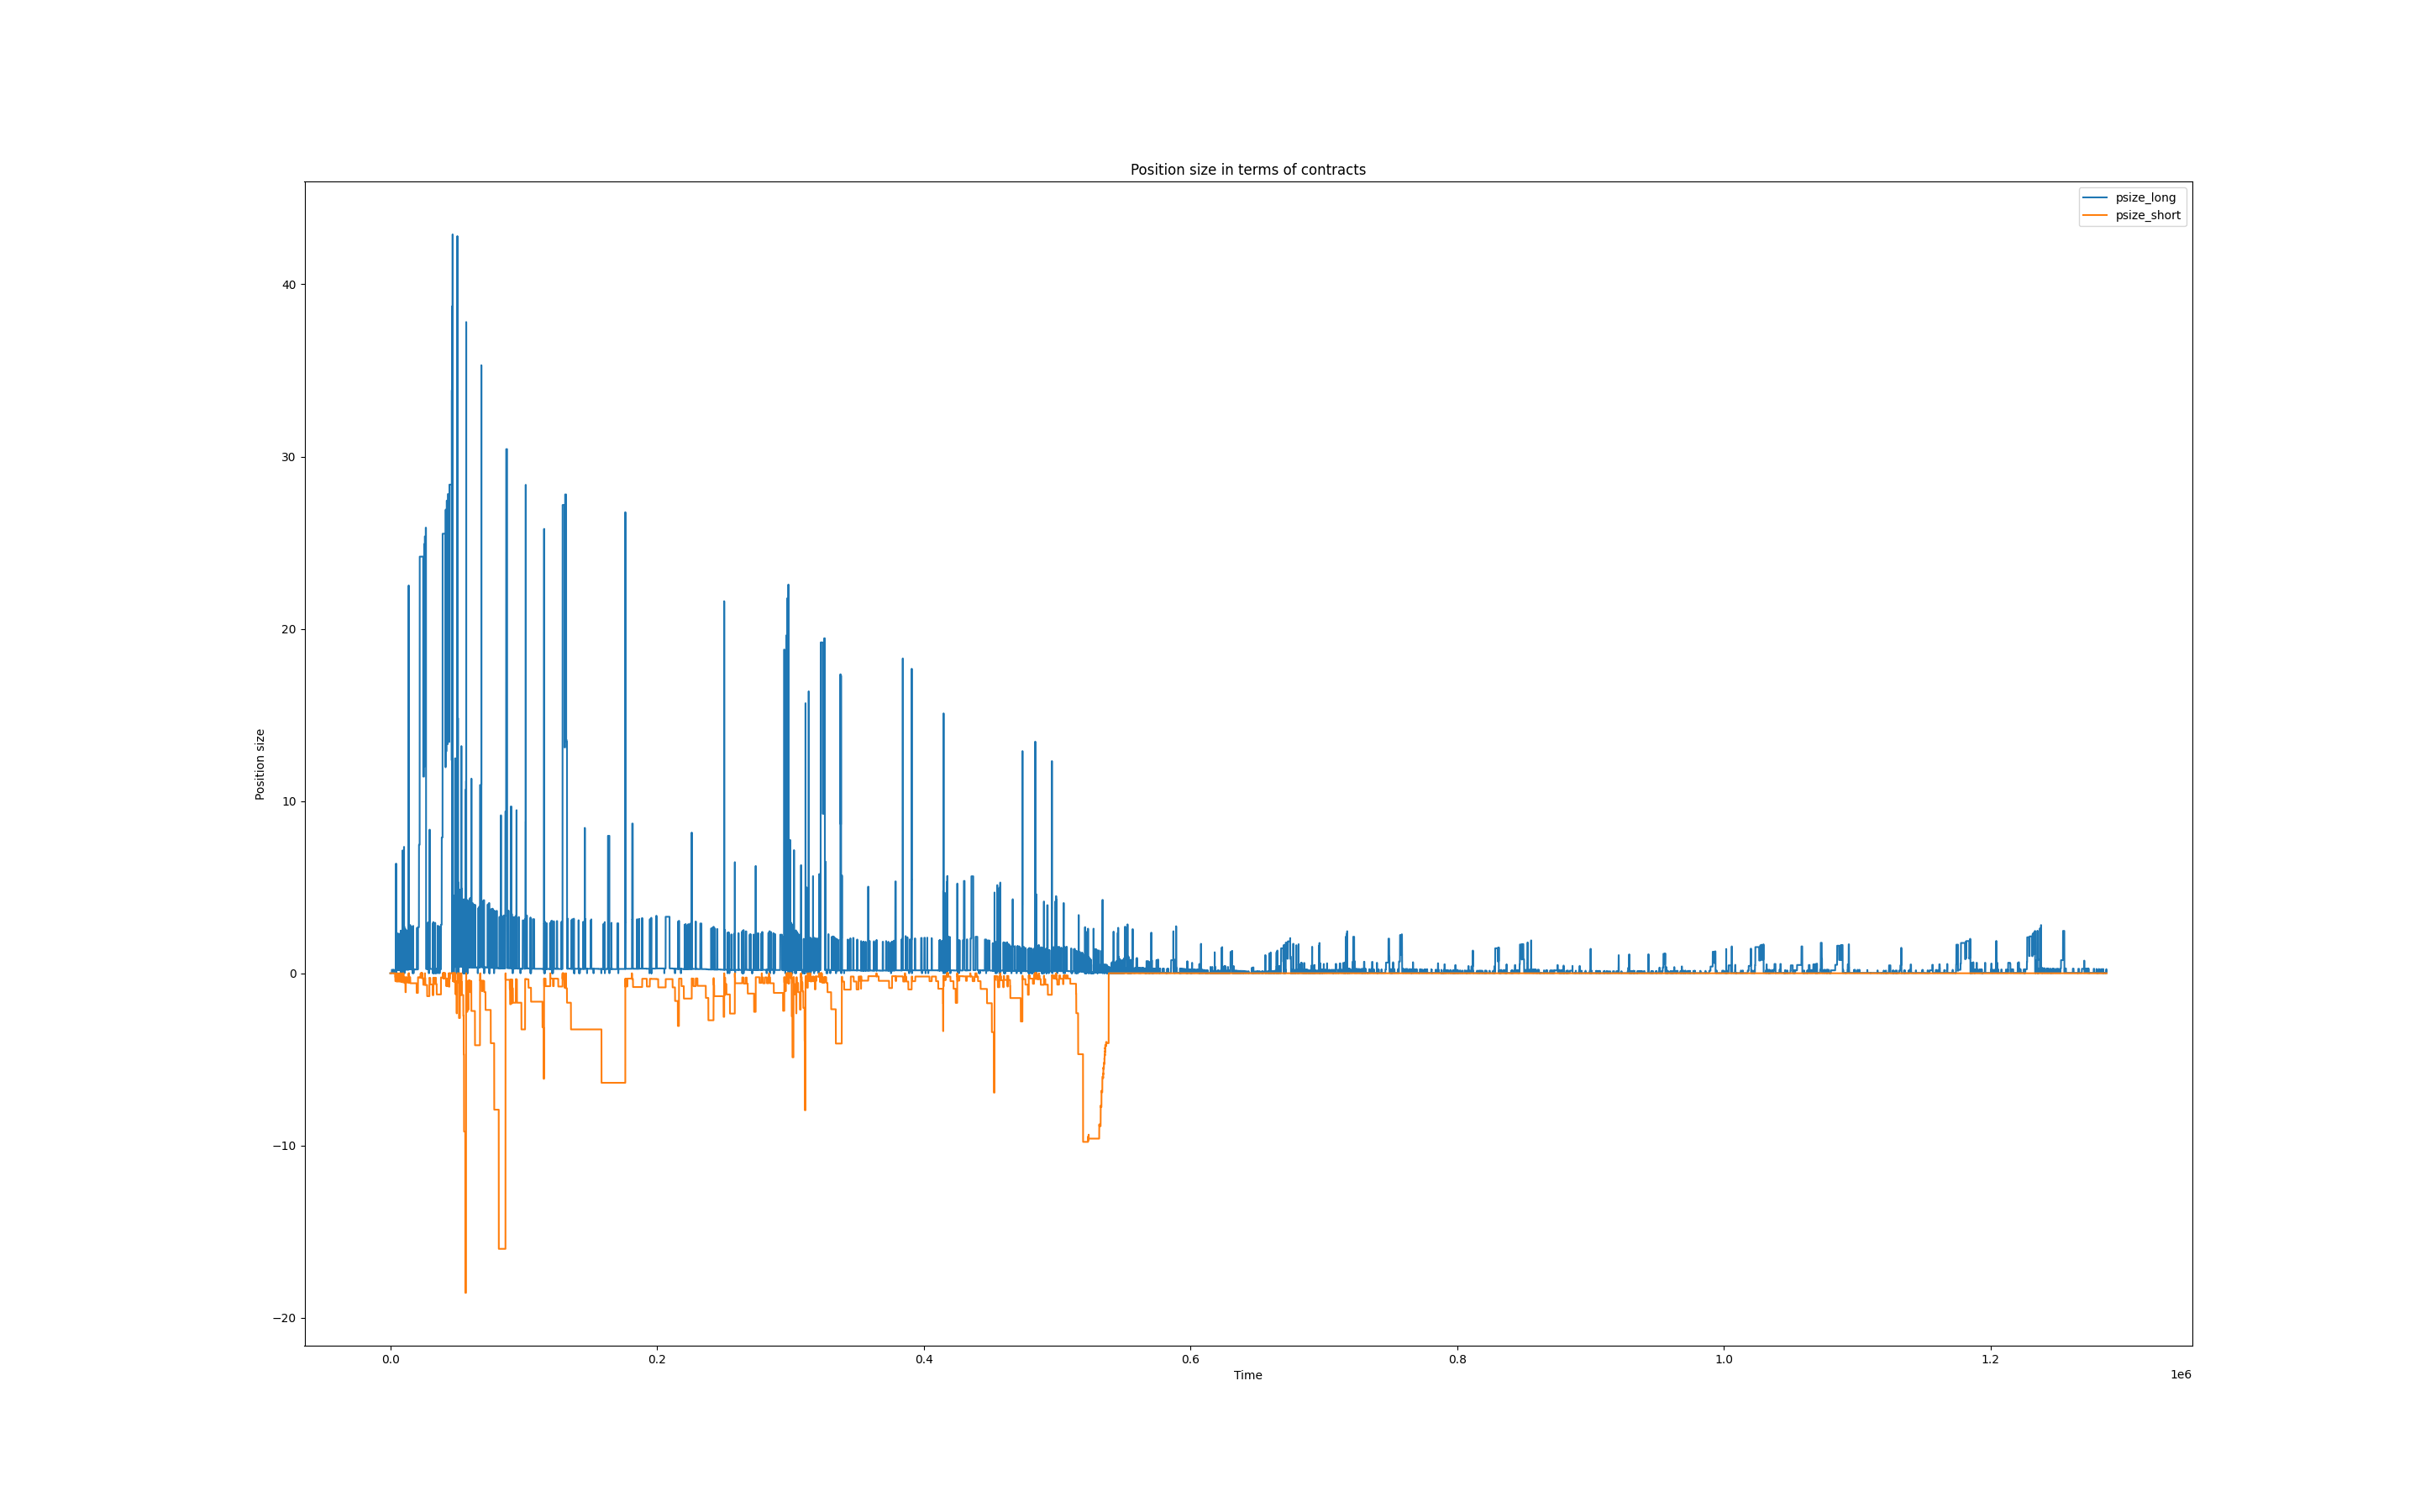 Position size in terms of contracts
psize_long
psize_short
Position size
40
30
20
10
0
−10
−20
0.0 0.2 0.4 0.6 0.8 1.0 1.2
Time
1e6